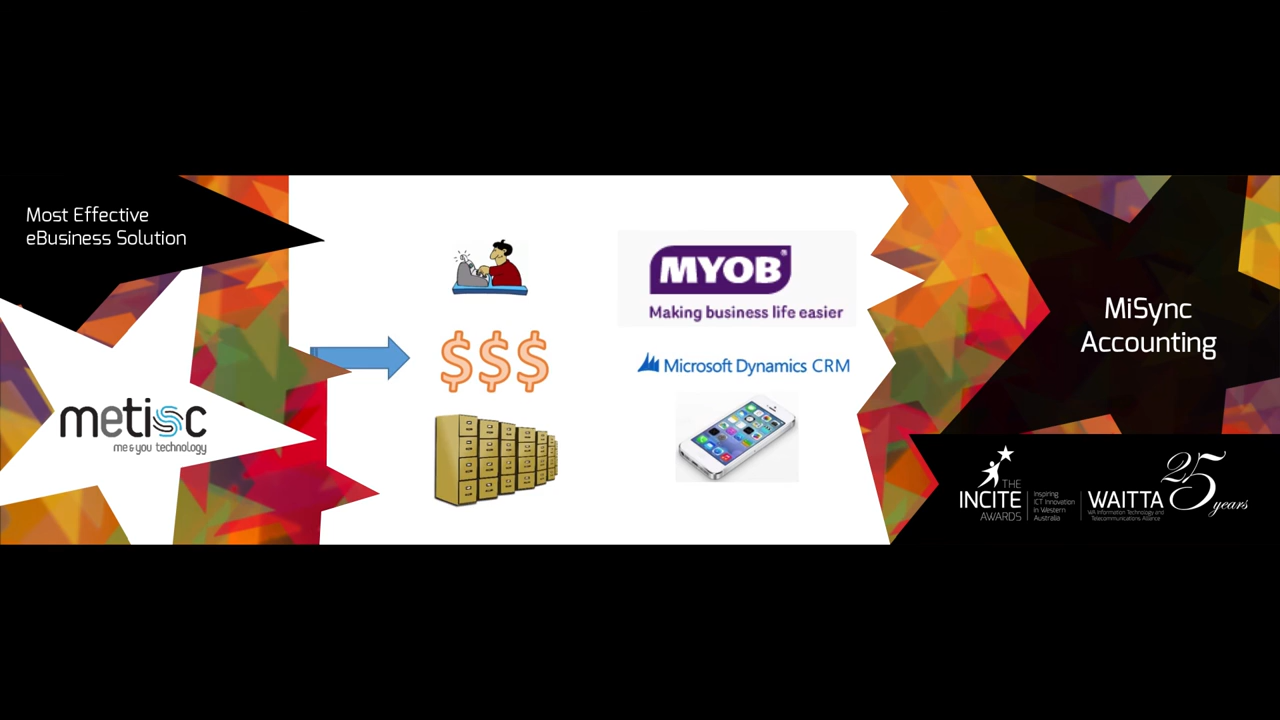 Most Effective
eBusiness Solution
metisc
me & you technology
$$$
MYOB®
Making business life easier
Microsoft Dynamics CRM
MiSync
Accounting
THE
INCITE
AWARDS
Inspiring
ICT Innovation
in Western
Australia
WAITTA
WA Information Technology and
Telecommunications Alliance
25
years